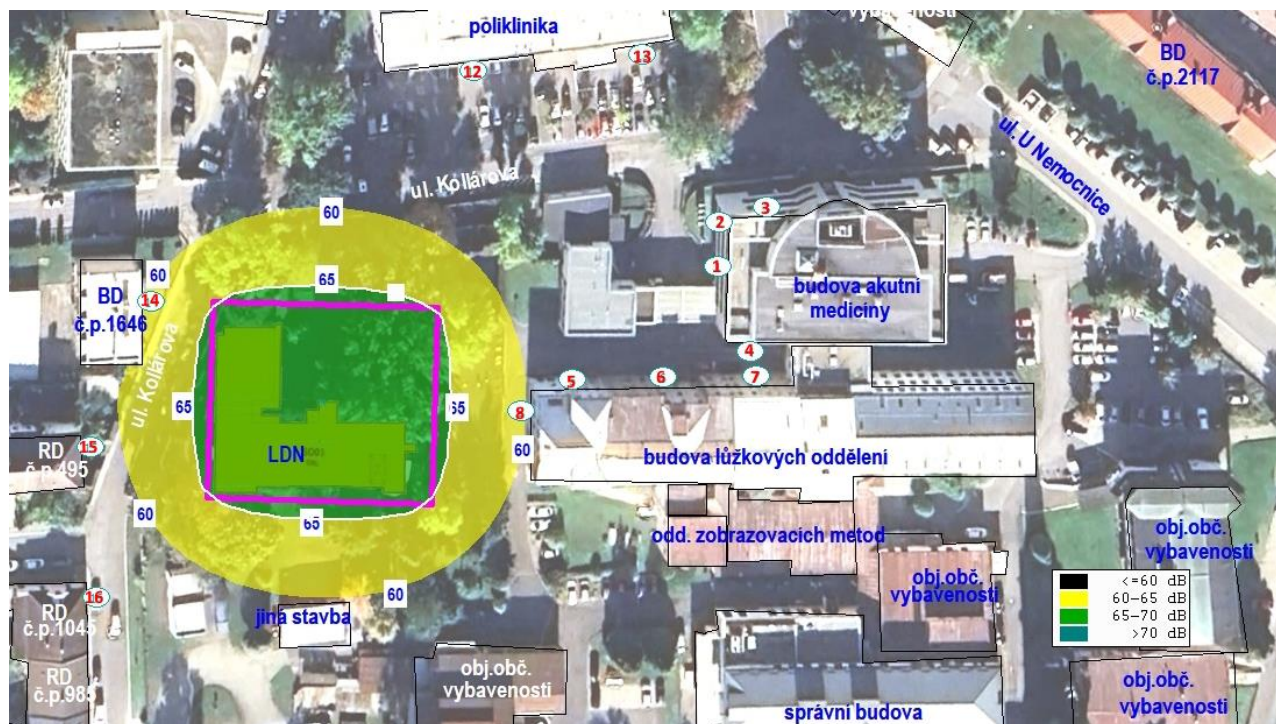 vybavenosti
poliklinika
13
12
BD
č.p.2117
ul. U Nemocnice
ul. Kollárova
60
3
2
1
65
60
BD
č.p.1646
14
budova akutní
medicíny
ul. Kollárova
4
5
6
7
65
65
8
60
15
RD
č.p.495
LDN
budova lůžkových oddělení
60
65
odd. zobrazovacích metod
obj.obč.
vybavenosti
obj.obč.
vybavenosti
<=60 dB
60-65 dB
65-70 dB
>70 dB
16
60
RD
č.p.1045
jiná stavba
RD
č.p.985
obj.obč.
vybavenosti
obj.obč.
vybavenosti
správní budova